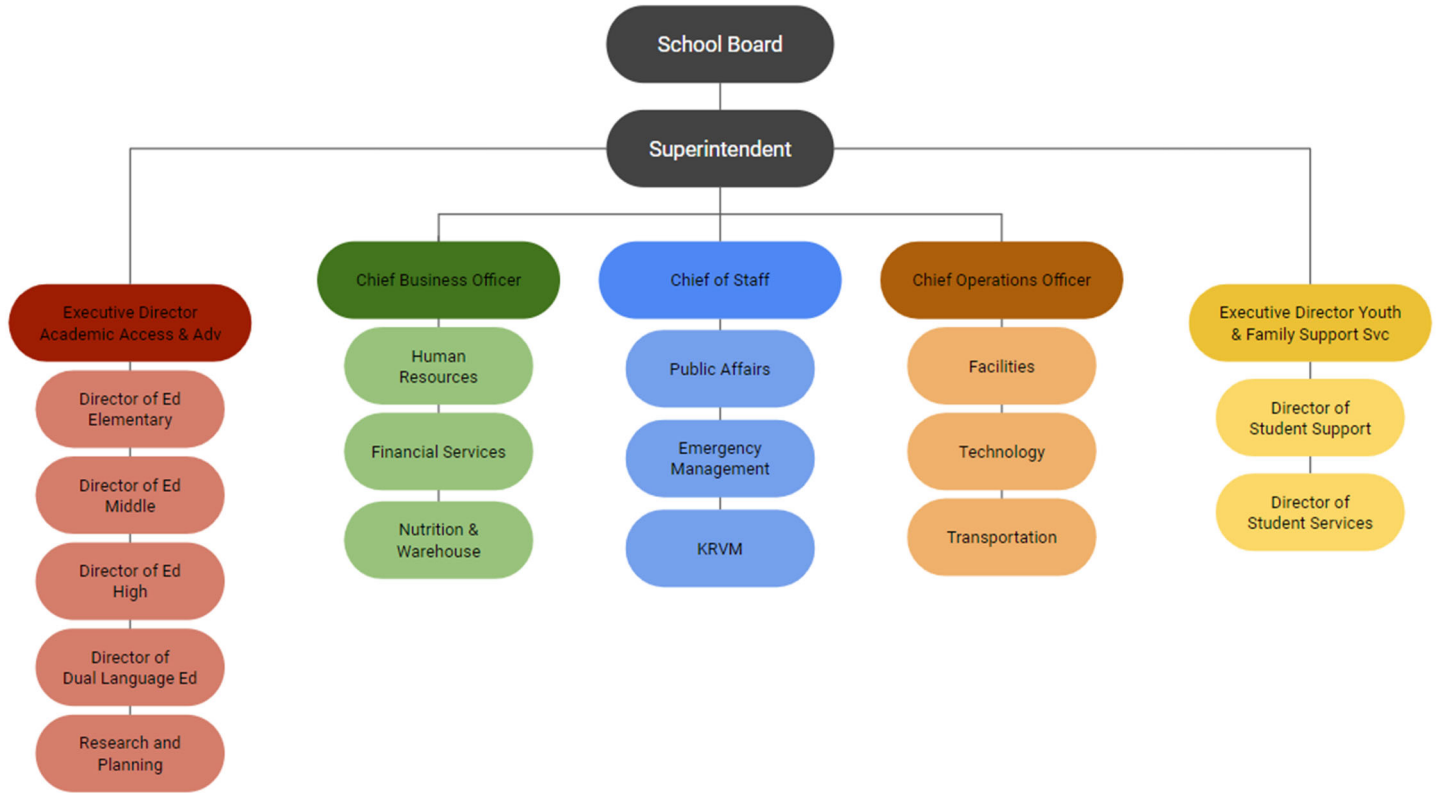 School Board
Superintendent
Executive Director
Academic Access & Adv
Director of Ed
Elementary
Director of Ed
Middle
Director of Ed
High
Director of
Dual Language Ed
Research and
Planning
Chief Business Officer
Human
Resources
Financial Services
Nutrition &
Warehouse
Chief of Staff
Public Affairs
Emergency
Management
KRVM
Chief Operations Officer
Facilities
Technology
Transportation
Executive Director Youth
& Family Support Svc
Director of
Student Support
Director of
Student Services